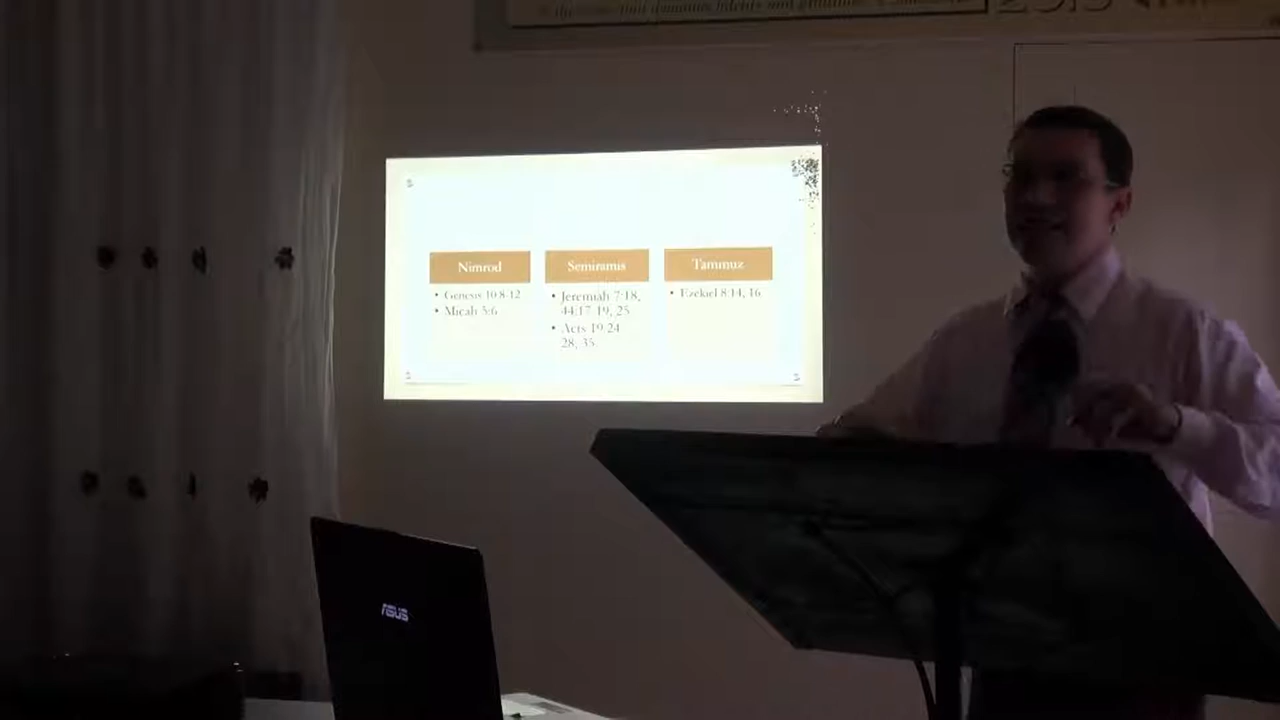 2015
Nimrod
• Genesis 10:8-12
• Micah 5:6
Semiramis
• Jeremiah 7:18,
44:17-19, 25
• Acts 19:24-
28, 35.
Tammuz
• Ezekiel 8:14, 16
ASUS